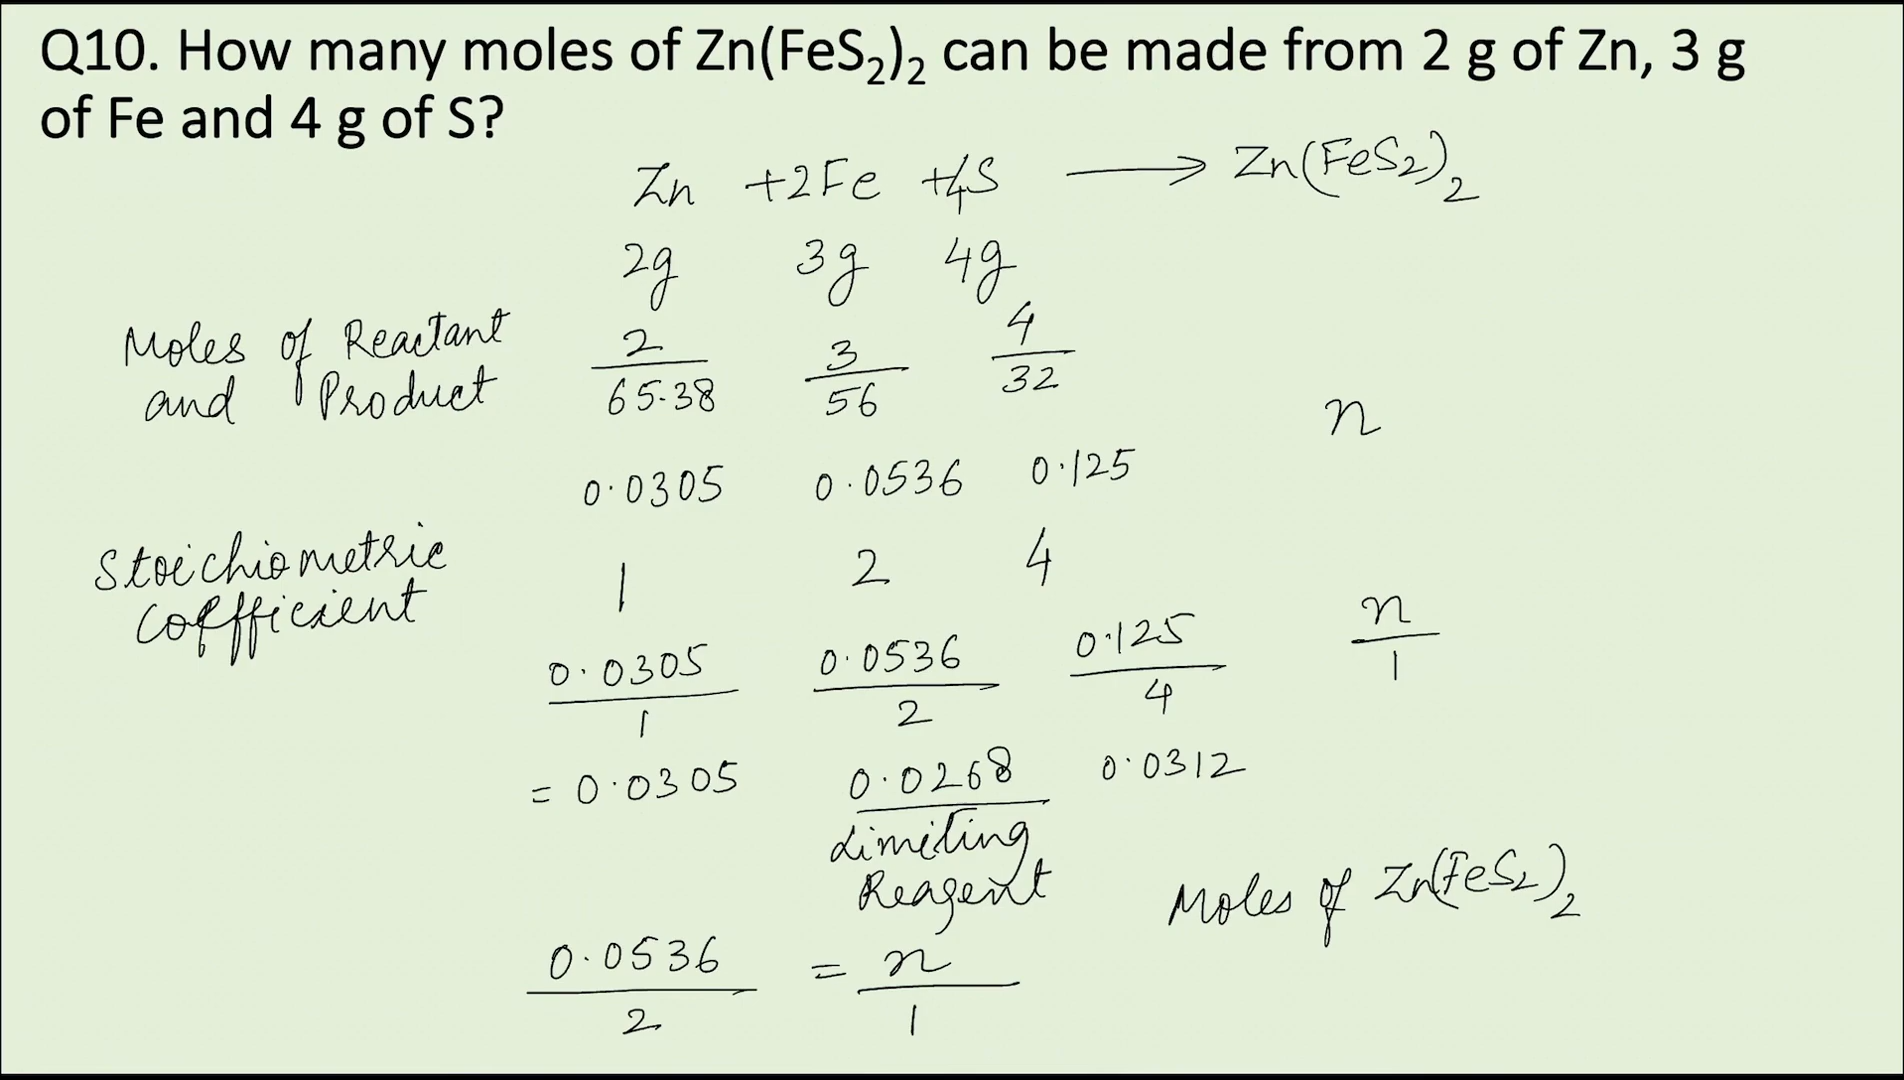 Q10. How many moles of Zn(FeS₂)₂ can be made from 2 g of Zn, 3 g
of Fe and 4 g of S?
Zn +2Fe +4S ⟶ Zn(FeS2)₂
2g 3g 4g
Moles of Reactant
and Product
2/65.38 3/56 4/32 n
0.0305 0.0536 0.125
Stoichiometric
Coffficient
1 2 4
0.0305/1 0.0536/2 0.125/4 n/1
= 0.0305 0.0268 0.0312
Limiting
Reagent
Moles of Zn(FeS2)₂
0.0536/2 = n/1